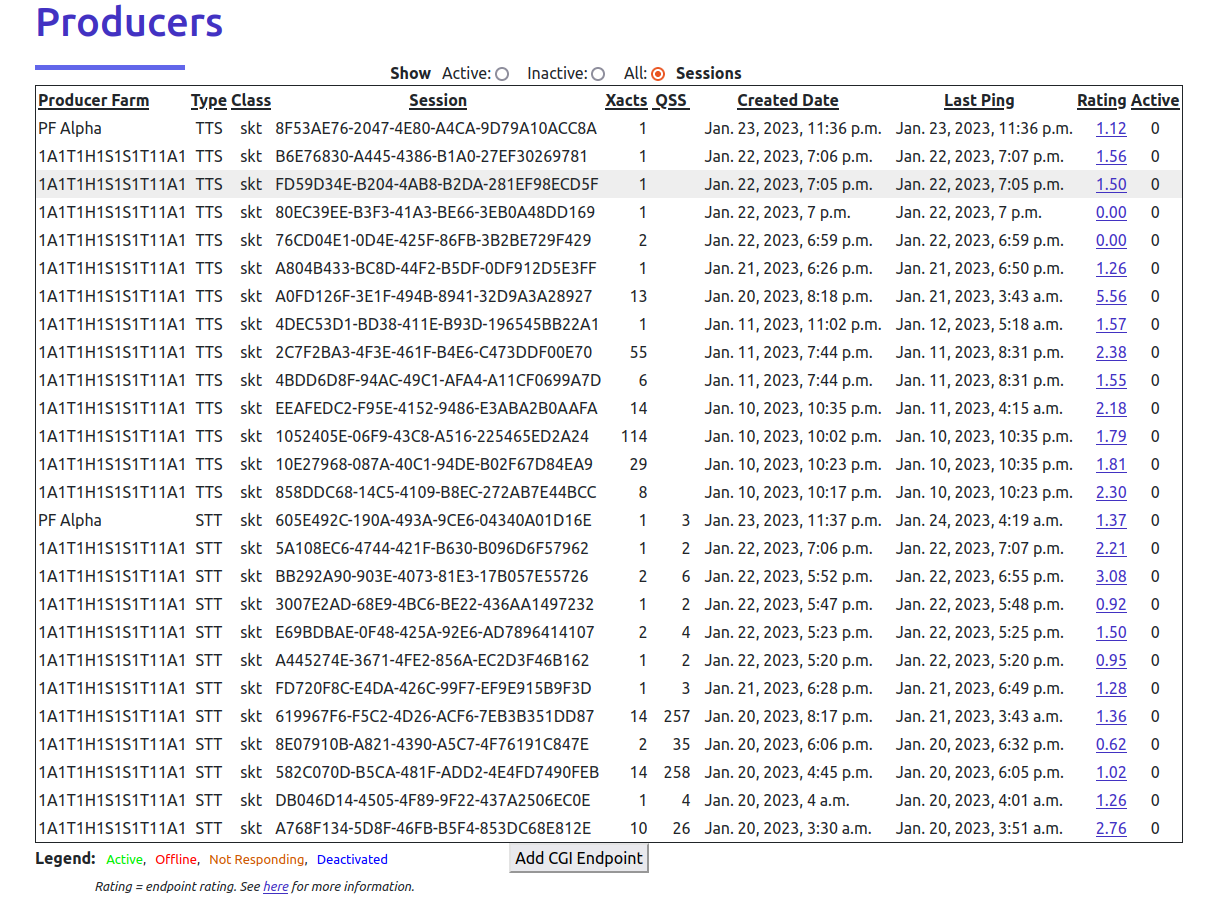 Producers
Show Active: Inactive: All: Sessions
Producer Farm Type Class Session Xacts QSS Created Date Last Ping Rating Active
PF Alpha TTS skt 8F53AE76-2047-4E80-A4CA-9D79A10ACC8A 1 Jan. 23, 2023, 11:36 p.m. Jan. 23, 2023, 11:36 p.m. 1.12 0
1A1T1H1S1S1T11A1 TTS skt B6E76830-A445-4386-B1A0-27EF30269781 1 Jan. 22, 2023, 7:06 p.m. Jan. 22, 2023, 7:07 p.m. 1.56 0
1A1T1H1S1S1T11A1 TTS skt FD59D34E-B204-4AB8-B2DA-281EF98ECD5F 1 Jan. 22, 2023, 7:05 p.m. Jan. 22, 2023, 7:05 p.m. 1.50 0
1A1T1H1S1S1T11A1 TTS skt 80EC39EE-B3F3-41A3-BE66-3EB0A48DD169 1 Jan. 22, 2023, 7 p.m. Jan. 22, 2023, 7 p.m. 0.00 0
1A1T1H1S1S1T11A1 TTS skt 76CD04E1-0D4E-425F-86FB-3B2BE729F429 2 Jan. 22, 2023, 6:59 p.m. Jan. 22, 2023, 6:59 p.m. 0.00 0
1A1T1H1S1S1T11A1 TTS skt A804B433-BC8D-44F2-B5DF-0DF912D5E3FF 1 Jan. 21, 2023, 6:26 p.m. Jan. 21, 2023, 6:50 p.m. 1.26 0
1A1T1H1S1S1T11A1 TTS skt A0FD126F-3E1F-494B-8941-32D9A3A28927 13 Jan. 20, 2023, 8:18 p.m. Jan. 21, 2023, 3:43 a.m. 5.56 0
1A1T1H1S1S1T11A1 TTS skt 4DEC53D1-BD38-411E-B93D-196545BB22A1 1 Jan. 11, 2023, 11:02 p.m. Jan. 12, 2023, 5:18 a.m. 1.57 0
1A1T1H1S1S1T11A1 TTS skt 2C7F2BA3-4F3E-461F-B4E6-C473DDF00E70 55 Jan. 11, 2023, 7:44 p.m. Jan. 11, 2023, 8:31 p.m. 2.38 0
1A1T1H1S1S1T11A1 TTS skt 4BDD6D8F-94AC-49C1-AFA4-A11CF0699A7D 6 Jan. 11, 2023, 7:44 p.m. Jan. 11, 2023, 8:31 p.m. 1.55 0
1A1T1H1S1S1T11A1 TTS skt EEAFEDC2-F95E-4152-9486-E3ABA2B0AAFA 14 Jan. 10, 2023, 10:35 p.m. Jan. 11, 2023, 4:15 a.m. 2.18 0
1A1T1H1S1S1T11A1 TTS skt 1052405E-06F9-43C8-A516-225465ED2A24 114 Jan. 10, 2023, 10:02 p.m. Jan. 10, 2023, 10:35 p.m. 1.79 0
1A1T1H1S1S1T11A1 TTS skt 10E27968-087A-40C1-94DE-B02F67D84EA9 29 Jan. 10, 2023, 10:23 p.m. Jan. 10, 2023, 10:35 p.m. 1.81 0
1A1T1H1S1S1T11A1 TTS skt 858DDC68-14C5-4109-B8EC-272AB7E44BCC 8 Jan. 10, 2023, 10:17 p.m. Jan. 10, 2023, 10:23 p.m. 2.30 0
PF Alpha STT skt 605E492C-190A-493A-9CE6-04340A01D16E 1 3 Jan. 23, 2023, 11:37 p.m. Jan. 24, 2023, 4:19 a.m. 1.37 0
1A1T1H1S1S1T11A1 STT skt 5A108EC6-4744-421F-B630-B096D6F57962 1 2 Jan. 22, 2023, 7:06 p.m. Jan. 22, 2023, 7:07 p.m. 2.21 0
1A1T1H1S1S1T11A1 STT skt BB292A90-903E-4073-81E3-17B057E55726 2 6 Jan. 22, 2023, 5:52 p.m. Jan. 22, 2023, 6:55 p.m. 3.08 0
1A1T1H1S1S1T11A1 STT skt 3007E2AD-68E9-4BC6-BE22-436AA1497232 1 2 Jan. 22, 2023, 5:47 p.m. Jan. 22, 2023, 5:48 p.m. 0.92 0
1A1T1H1S1S1T11A1 STT skt E69BDBAE-0F48-425A-92E6-AD7896414107 2 4 Jan. 22, 2023, 5:23 p.m. Jan. 22, 2023, 5:25 p.m. 1.50 0
1A1T1H1S1S1T11A1 STT skt A445274E-3671-4FE2-856A-EC2D3F46B162 1 2 Jan. 22, 2023, 5:20 p.m. Jan. 22, 2023, 5:20 p.m. 0.95 0
1A1T1H1S1S1T11A1 STT skt FD720F8C-E4DA-426C-99F7-EF9E915B9F3D 1 3 Jan. 21, 2023, 6:28 p.m. Jan. 21, 2023, 6:49 p.m. 1.28 0
1A1T1H1S1S1T11A1 STT skt 619967F6-F5C2-4D26-ACF6-7EB3B351DD87 14 257 Jan. 20, 2023, 8:17 p.m. Jan. 21, 2023, 3:43 a.m. 1.36 0
1A1T1H1S1S1T11A1 STT skt 8E07910B-A821-4390-A5C7-4F76191C847E 2 35 Jan. 20, 2023, 6:06 p.m. Jan. 20, 2023, 6:32 p.m. 0.62 0
1A1T1H1S1S1T11A1 STT skt 582C070D-B5CA-481F-ADD2-4E4FD7490FEB 14 258 Jan. 20, 2023, 4:45 p.m. Jan. 20, 2023, 6:05 p.m. 1.02 0
1A1T1H1S1S1T11A1 STT skt DB046D14-4505-4F89-9F22-437A2506EC0E 1 4 Jan. 20, 2023, 4 a.m. Jan. 20, 2023, 4:01 a.m. 1.26 0
1A1T1H1S1S1T11A1 STT skt A768F134-5D8F-46FB-B5F4-853DC68E812E 10 26 Jan. 20, 2023, 3:30 a.m. Jan. 20, 2023, 3:51 a.m. 2.76 0
Legend: Active, Offline, Not Responding, Deactivated Add CGI Endpoint
Rating = endpoint rating. See here for more information.